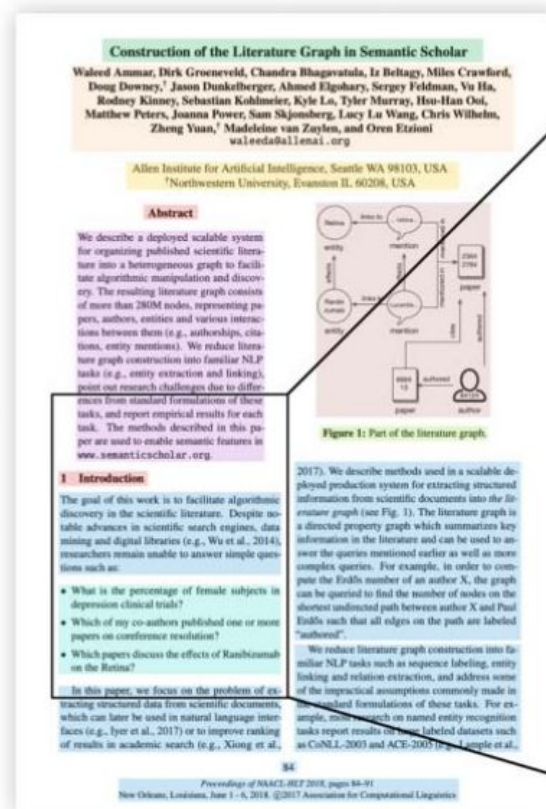 Construction of the Literature Graph in Semantic Scholar
Waleed Ammar, Dirk Groeneveld, Chandra Bhagavatula, Iz Beltagy, Miles Crawford,
Doug Downey,† Jason Dunkelberger, Ahmed Elgohary, Sergey Feldman, Vu Ha,
Rodney Kinney, Sebastian Kohlmeier, Kyle Lo, Tyler Murray, Hsu-Han Ooi,
Matthew Peters, Joanna Power, Sam Skjonsberg, Lucy Lu Wang, Chris Wilhelm,
Zheng Yuan,† Madeleine van Zuylen, and Oren Etzioni
waleeda@allenai.org
Allen Institute for Artificial Intelligence, Seattle WA 98103, USA
†Northwestern University, Evanston IL 60208, USA
Abstract
We describe a deployed scalable system
for organizing published scientific litera-
ture into a heterogeneous graph to facili-
tate algorithmic manipulation and discov-
ery. The resulting literature graph consists
of more than 280M nodes, representing pa-
pers, authors, entities and various interac-
tions between them (e.g., authorships, cita-
tions, entity mentions). We reduce litera-
ture graph construction into familiar NLP
tasks (e.g., entity extraction and linking),
point out research challenges due to differ-
ences from standard formulations of these
tasks, and report empirical results for each
task. The methods described in this pa-
per are used to enable semantic features in
www.semanticscholar.org.
1 Introduction
The goal of this work is to facilitate algorithmic
discovery in the scientific literature. Despite no-
table advances in scientific search engines, data
mining and digital libraries (e.g., Wu et al., 2014),
researchers remain unable to answer simple ques-
tions such as:
• What is the percentage of female subjects in
depression clinical trials?
• Which of my co-authors published one or more
papers on coreference resolution?
• Which papers discuss the effects of Ranibizumab
on the Retina?
In this paper, we focus on the problem of ex-
tracting structured data from scientific documents,
which can later be used in natural language inter-
faces (e.g., Iyer et al., 2017) or to improve ranking
of results in academic search (e.g., Xiong et al.,
links to
entity
mention
effects
links to
entity
mention
mentioned in
paper
cites
authored
authored
paper
author
Figure 1: Part of the literature graph.
2017). We describe methods used in a scalable de-
ployed production system for extracting structured
information from scientific documents into the lit-
erature graph (see Fig. 1). The literature graph is
a directed property graph which summarizes key
information in the literature and can be used to an-
swer the queries mentioned earlier as well as more
complex queries. For example, in order to com-
pute the Erdős number of an author X, the graph
can be queried to find the number of nodes on the
shortest undirected path between author X and Paul
Erdős such that all edges on the path are labeled
"authored".
We reduce literature graph construction into fa-
miliar NLP tasks such as sequence labeling, entity
linking and relation extraction, and address some
of the impractical assumptions commonly made in
the standard formulations of these tasks. For ex-
ample, most research on named entity recognition
tasks report results on large labeled datasets such
as CoNLL-2003 and ACE-2005 (e.g., Lample et al.,
84
Proceedings of NAACL-HLT 2018, pages 84–91
New Orleans, Louisiana, June 1 - 6, 2018. ©2017 Association for Computational Linguistics